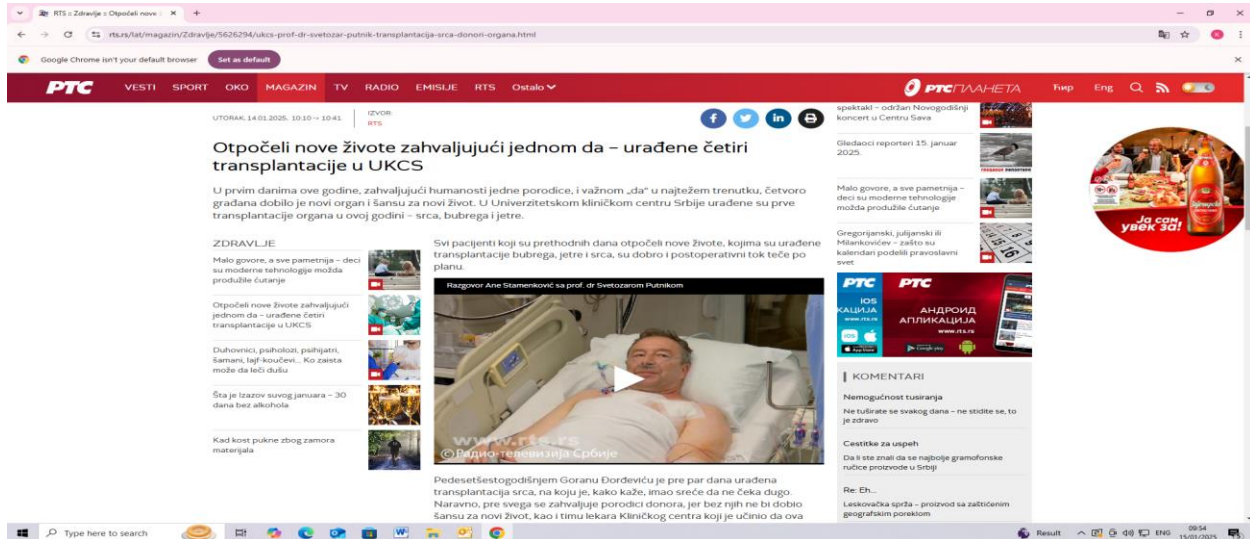 RTS :: Zdravlje :: Otpočeli nove
rts.rs/lat/magazin/Zdravlje/5626294/ukcs-prof-dr-svetozar-putnik-transplantacija-srca-donori-organa.html
Google Chrome isn't your default browser
Set as default
РТС
VESTI SPORT OKO MAGAZIN TV RADIO EMISIJE RTS Ostalo
РТС ПЛАНЕТА
Ћир Eng
UTORAK, 14.01.2025, 10:10 -> 10:41
IZVOR:
RTS
Otpočeli nove živote zahvaljujući jednom da – urađene četiri
transplantacije u UKCS
U prvim danima ove godine, zahvaljujući humanosti jedne porodice, i važnom „da" u najtežem trenutku, četvoro
građana dobilo je novi organ i šansu za novi život. U Univerzitetskom kliničkom centru Srbije urađene su prve
transplantacije organa u ovoj godini – srca, bubrega i jetre.
ZDRAVLJE
Malo govore, a sve pametnija – deci
su moderne tehnologije možda
produžile ćutanje
Otpočeli nove živote zahvaljujući
jednom da – urađene četiri
transplantacije u UKCS
Duhovnici, psiholozi, psihijatri,
šamani, lajf-koučevi... Ko zaista
može da leči dušu
Šta je Izazov suvog januara – 30
dana bez alkohola
Kad kost pukne zbog zamora
materijala
Svi pacijenti koji su prethodnih dana otpočeli nove živote, kojima su urađene
transplantacije bubrega, jetre i srca, su dobro i postoperativni tok teče po
planu.
Razgovor Ane Stamenković sa prof. dr Svetozarom Putnikom
www.rts.rs
©Радио-телевизија Србије
Pedesetšestogodišnjem Goranu Đorđeviću je pre par dana urađena
transplantacija srca, na koju je, kako kaže, imao sreće da ne čeka dugo.
Naravno, pre svega se zahvaljuje porodici donora, jer bez njih ne bi dobio
šansu za novi život, kao i timu lekara Kliničkog centra koji je učinio da ova
spektakl – održan Novogodišnji
koncert u Centru Sava
Gledaoci reporteri 15. januar
2025.
Malo govore, a sve pametnija –
deci su moderne tehnologije
možda produžile ćutanje
Gregorijanski, julijanski ili
Milankovićev – zašto su
kalendari podelili pravoslavni
svet
РТС РТС
iOS
КАЦИЈА
www.rts.rs
АНДРОИД
АПЛИКАЦИЈА
www.rts.rs
App Store
Google play
KOMENTARI
Nemogućnost tusiranja
Ne tuširate se svakog dana – ne stidite se, to
je zdravo
Cestitke za uspeh
Da li ste znali da se najbolje gramofonske
ručice proizvode u Srbiji
Re: Eh...
Leskovačka sprža – proizvod sa zaštićenim
geografskim poreklom
Ја сам
увек за!
Type here to search
Result
ENG
09:54
15/01/2025